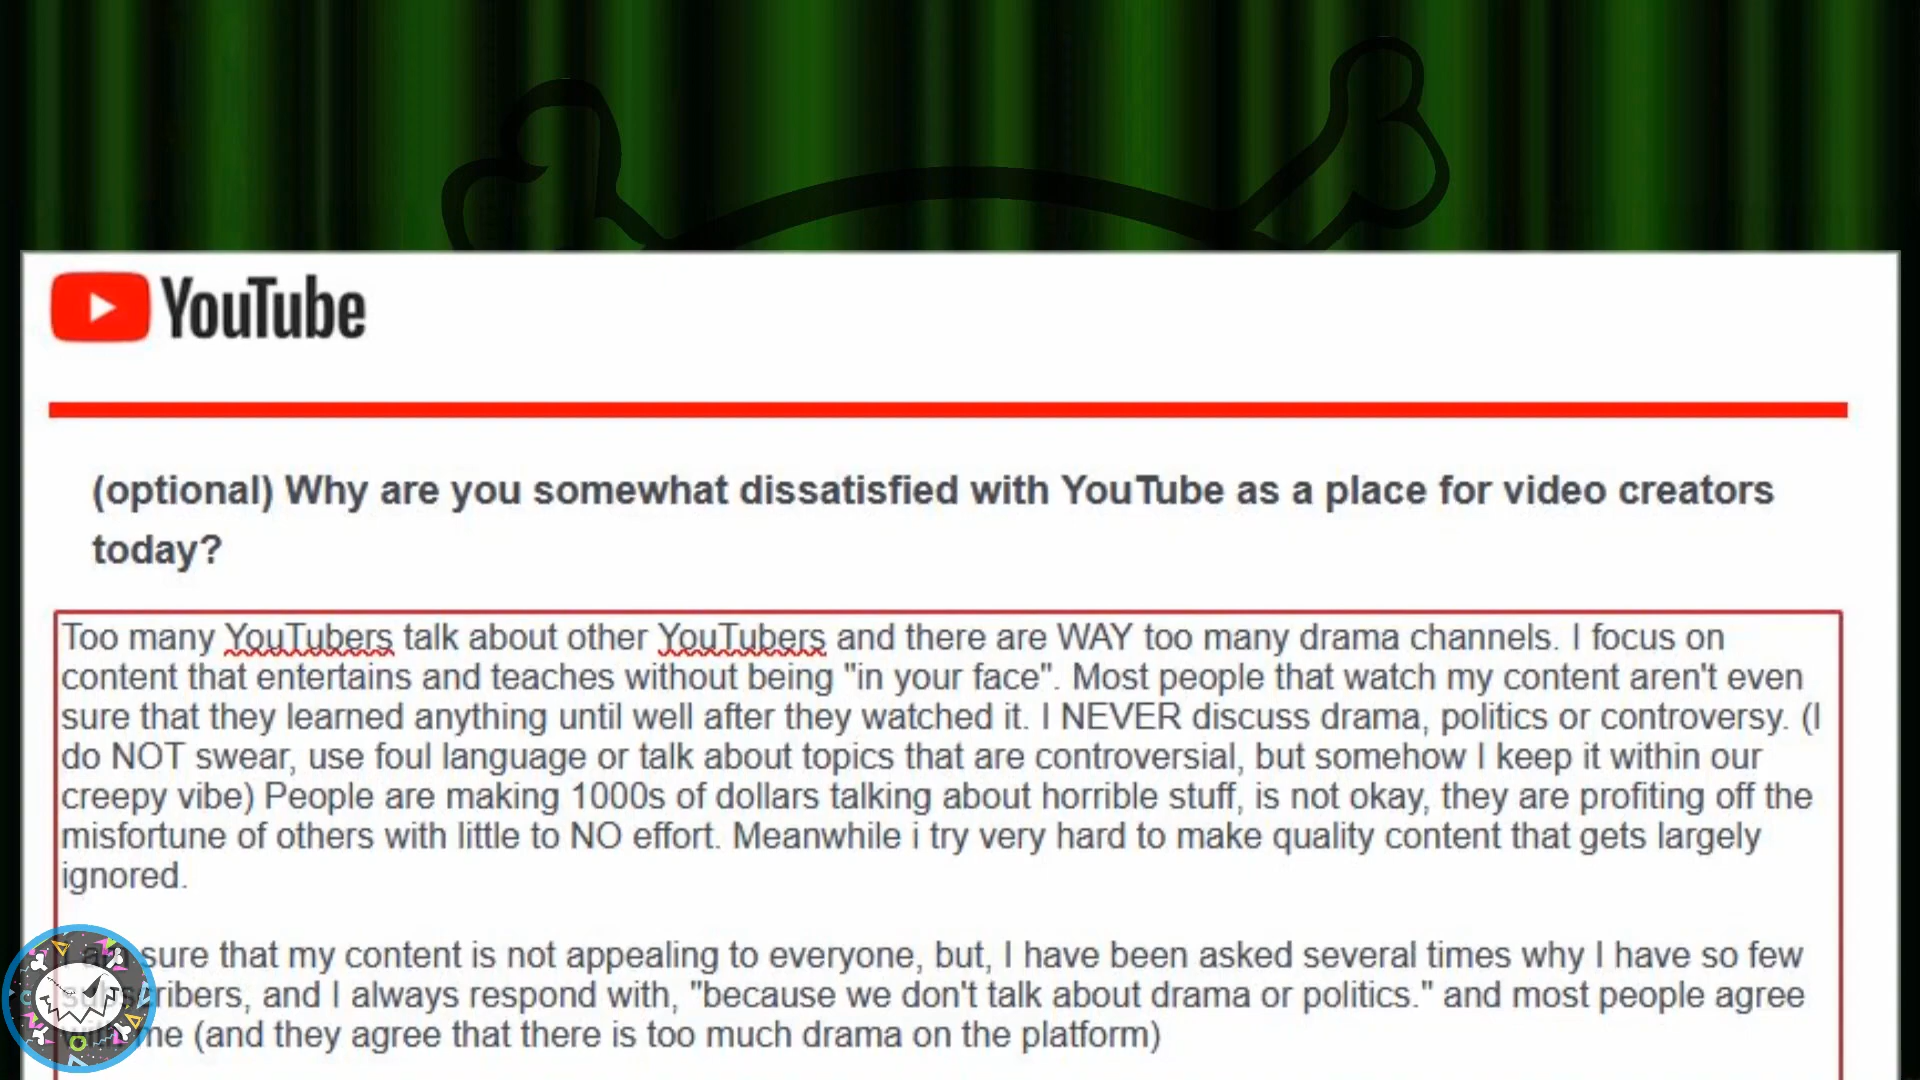 YouTube
(optional) Why are you somewhat dissatisfied with YouTube as a place for video creators
today?
Too many YouTubers talk about other YouTubers and there are WAY too many drama channels. I focus on
content that entertains and teaches without being "in your face". Most people that watch my content aren't even
sure that they learned anything until well after they watched it. I NEVER discuss drama, politics or controversy. (I
do NOT swear, use foul language or talk about topics that are controversial, but somehow I keep it within our
creepy vibe) People are making 1000s of dollars talking about horrible stuff, is not okay, they are profiting off the
misfortune of others with little to NO effort. Meanwhile i try very hard to make quality content that gets largely
ignored.
I am sure that my content is not appealing to everyone, but, I have been asked several times why I have so few
subscribers, and I always respond with, "because we don't talk about drama or politics." and most people agree
with me (and they agree that there is too much drama on the platform)